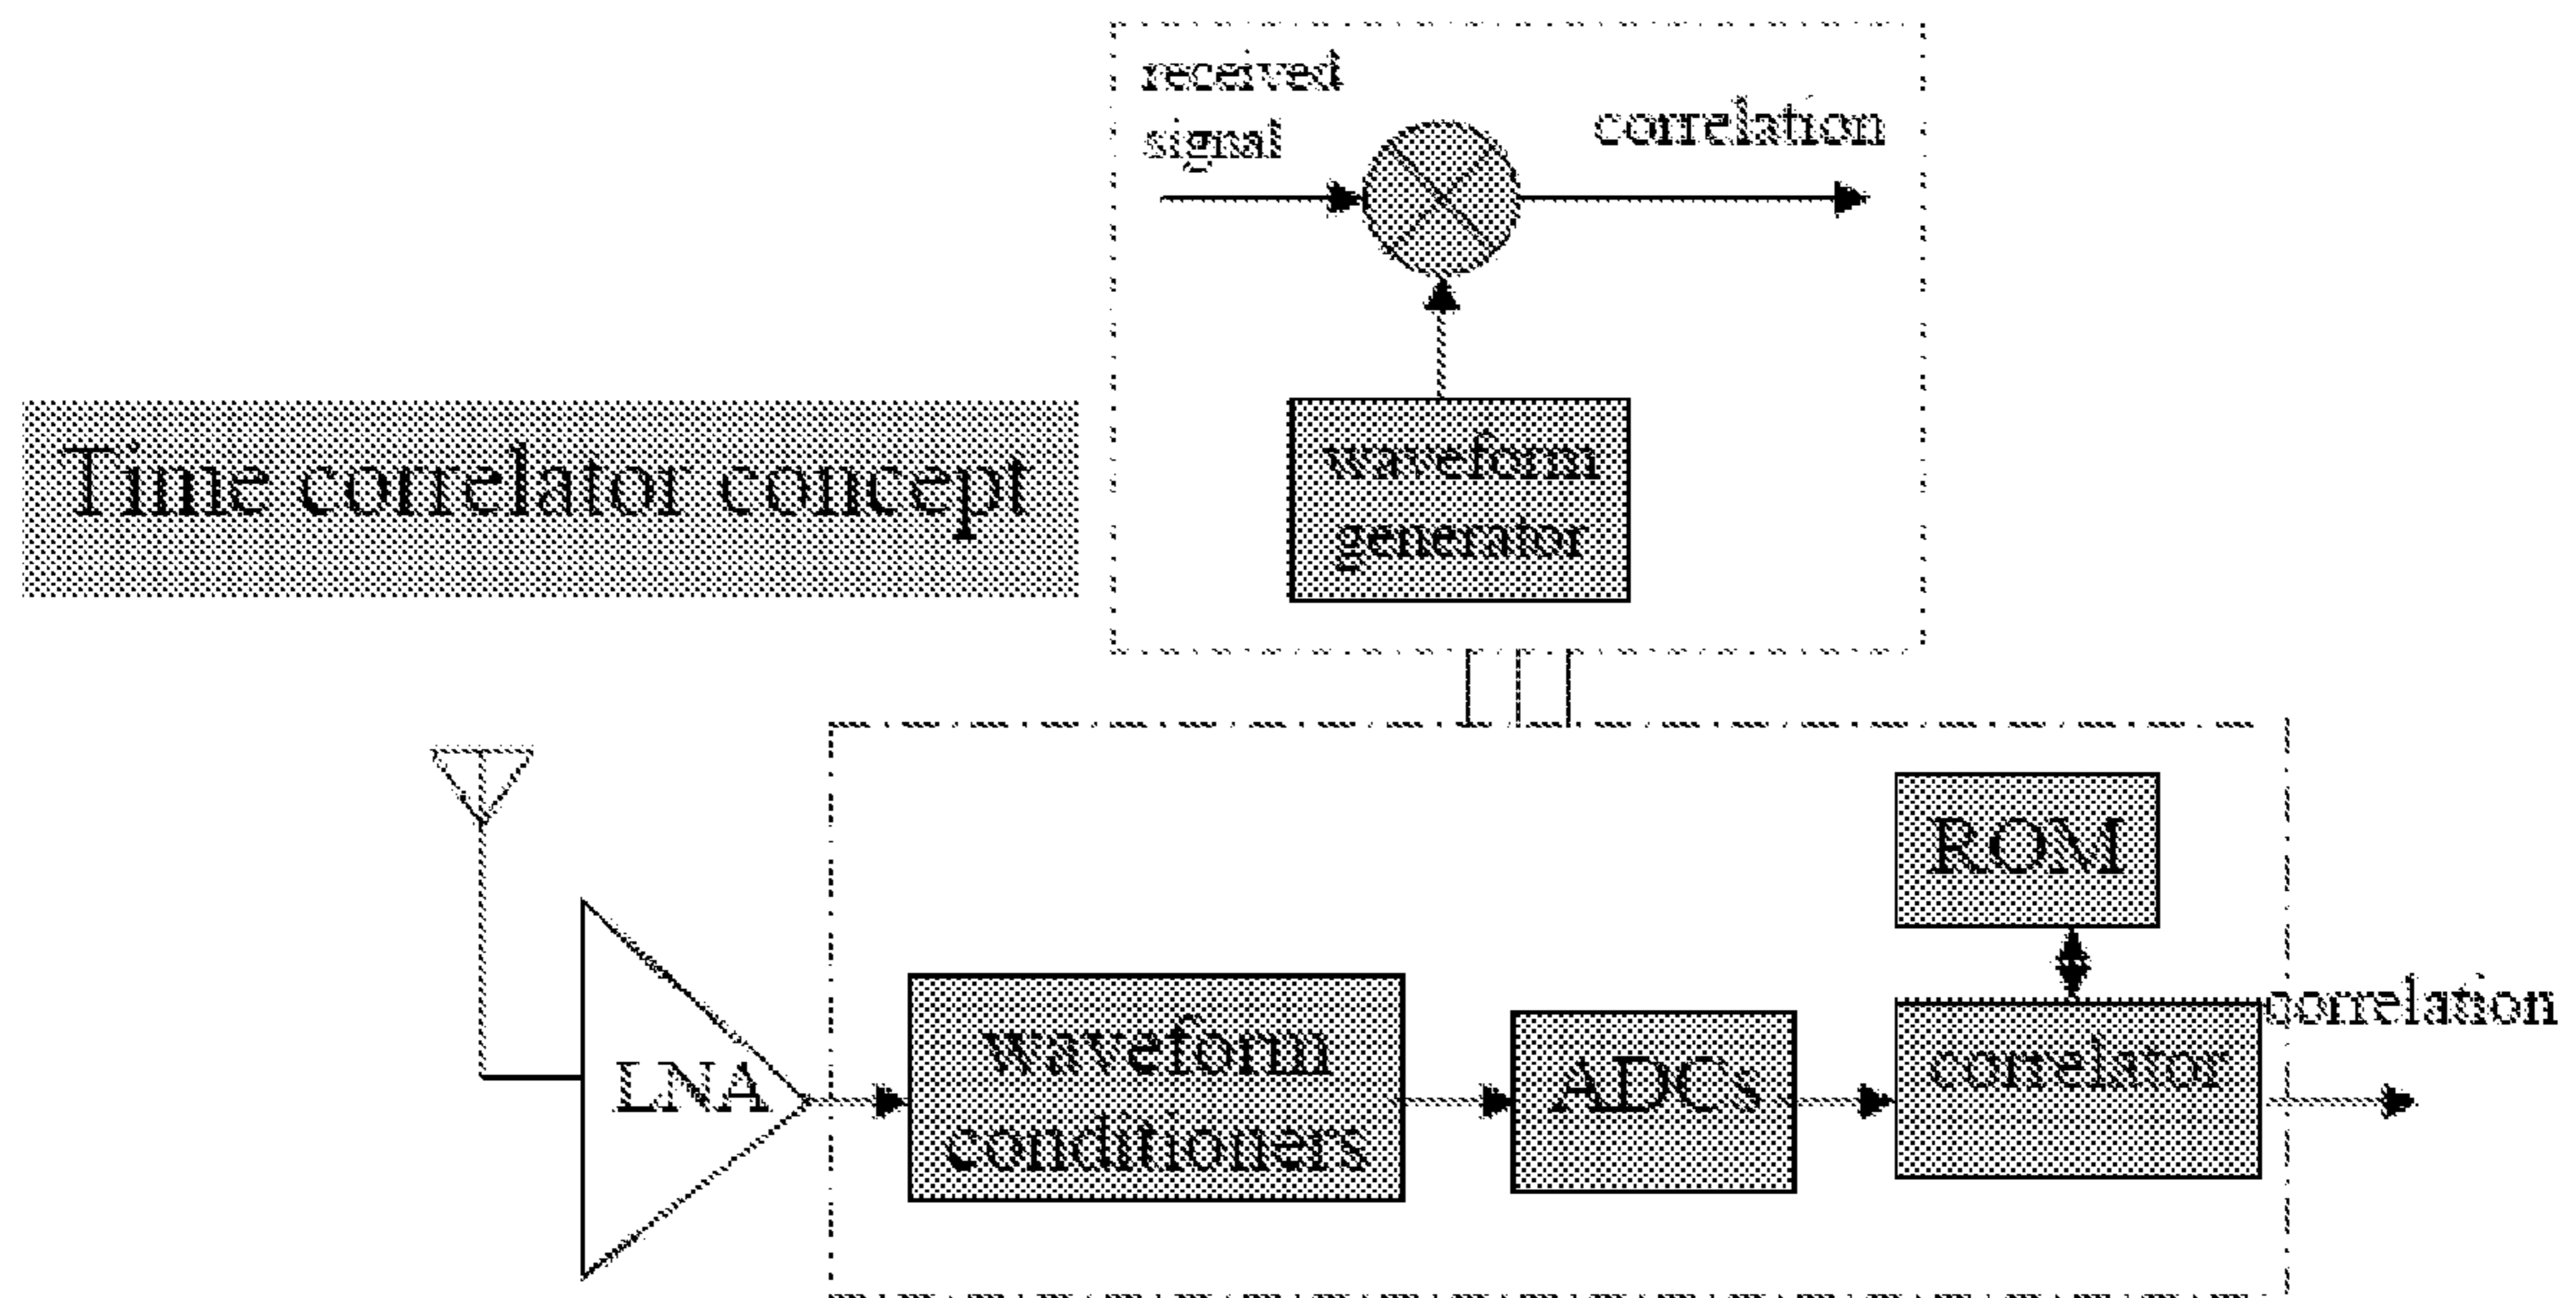 received
signal
correlation
waveform
generator
Time correlator concept
ROM
LNA
waveform
conditioners
ADCs
correlator
correlation